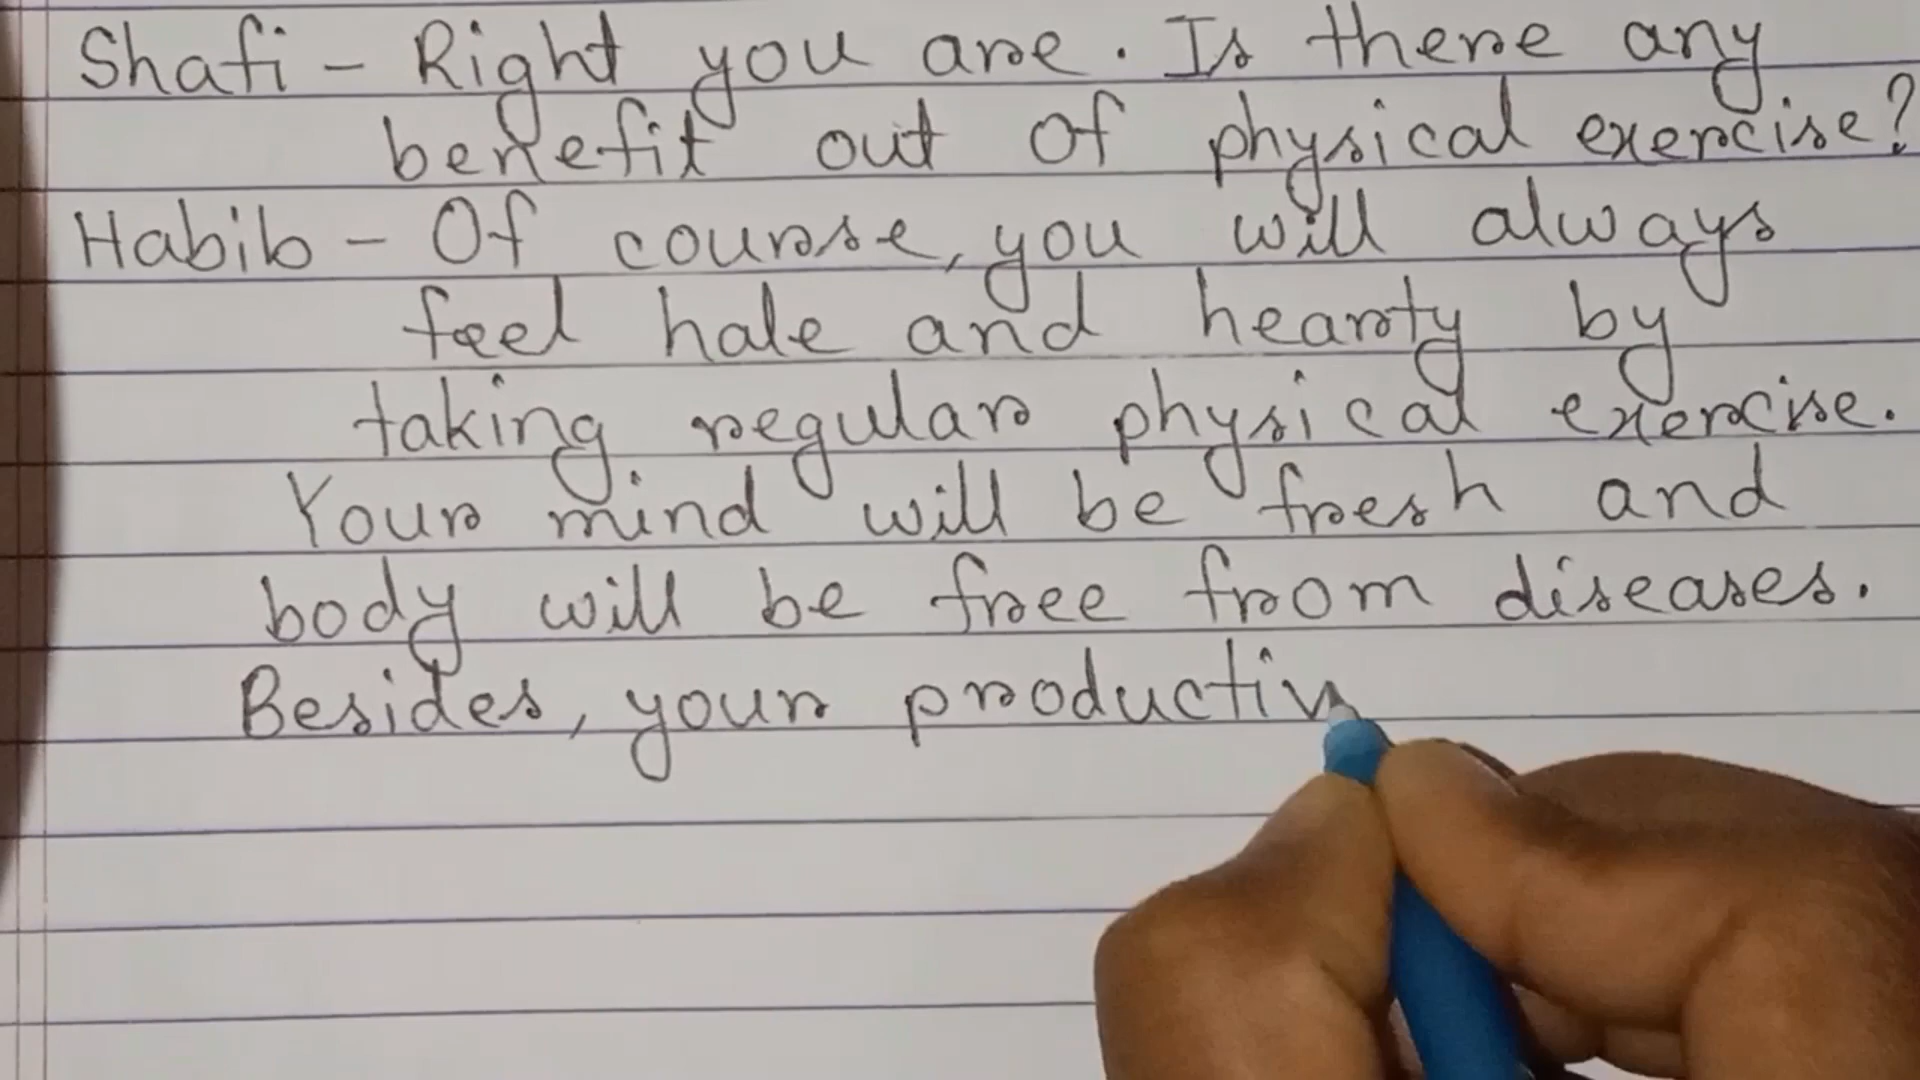 Shafi - Right you are. Is there any
benefit out of physical exercise?
Habib - Of course, you will always
feel hale and hearty by
taking regular physical exercise.
Your mind will be fresh and
body will be free from diseases.
Besides, your productiv